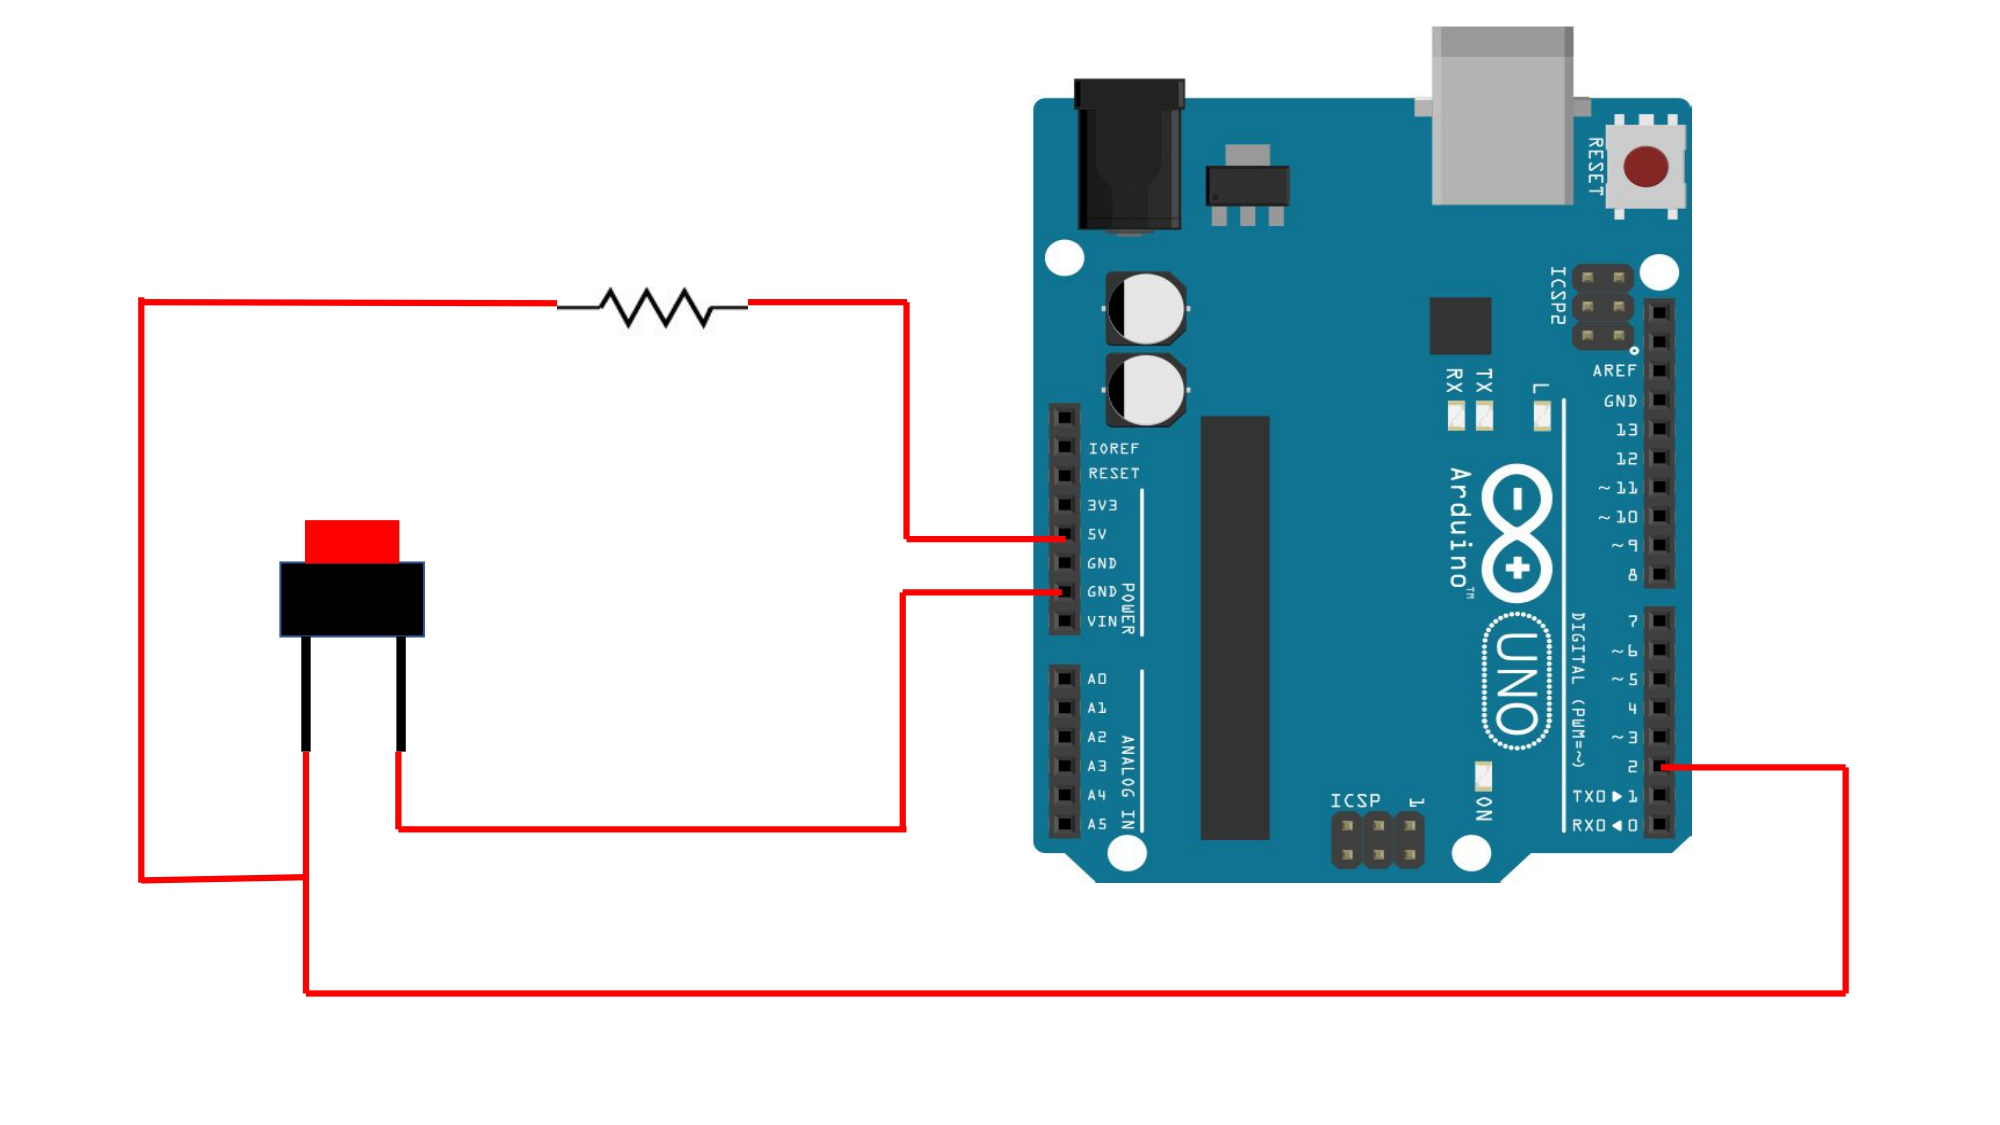 RESET
ICSP2
AREF
GND
13
12
~11
~10
~9
8
L
TX
RX
IOREF
RESET
3V3
5V
GND
GND
VIN
POWER
Arduino™
UNO
7
~6
~5
4
~3
2
TX0►1
RX0◄0
DIGITAL (PWM=~)
A0
A1
A2
A3
A4
A5
ANALOG IN
ICSP
1
ON